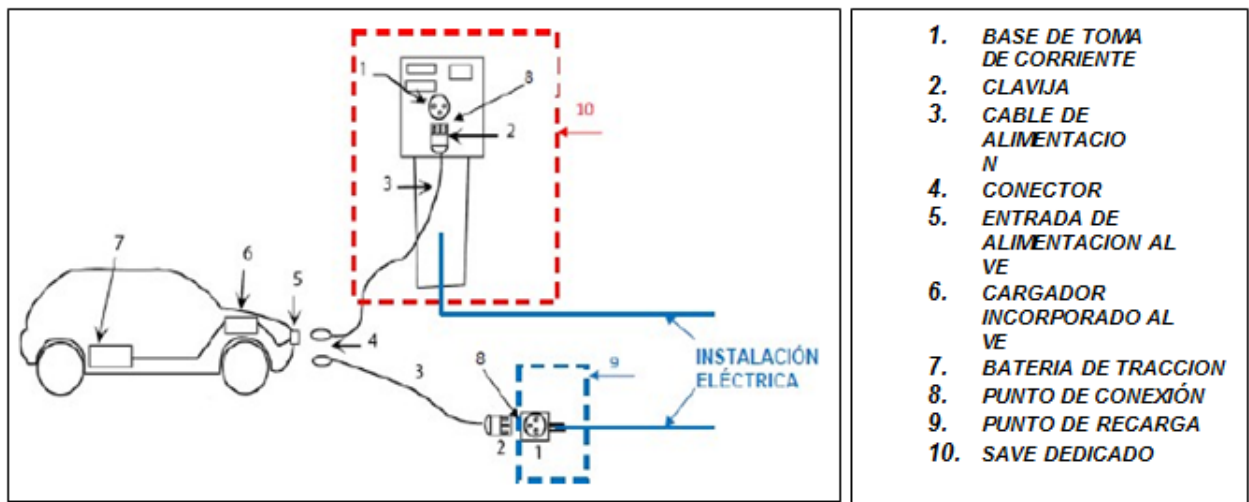 1
8
10
2
3
7
6
5
4
8
9
3
INSTALACIÓN
ELÉCTRICA
2
1
1. BASE DE TOMA
DE CORRIENTE
2. CLAVIJA
3. CABLE DE
ALIMENTACIO
N
4. CONECTOR
5. ENTRADA DE
ALIMENTACION AL
VE
6. CARGADOR
INCORPORADO AL
VE
7. BATERIA DE TRACCION
8. PUNTO DE CONEXIÓN
9. PUNTO DE RECARGA
10. SAVE DEDICADO